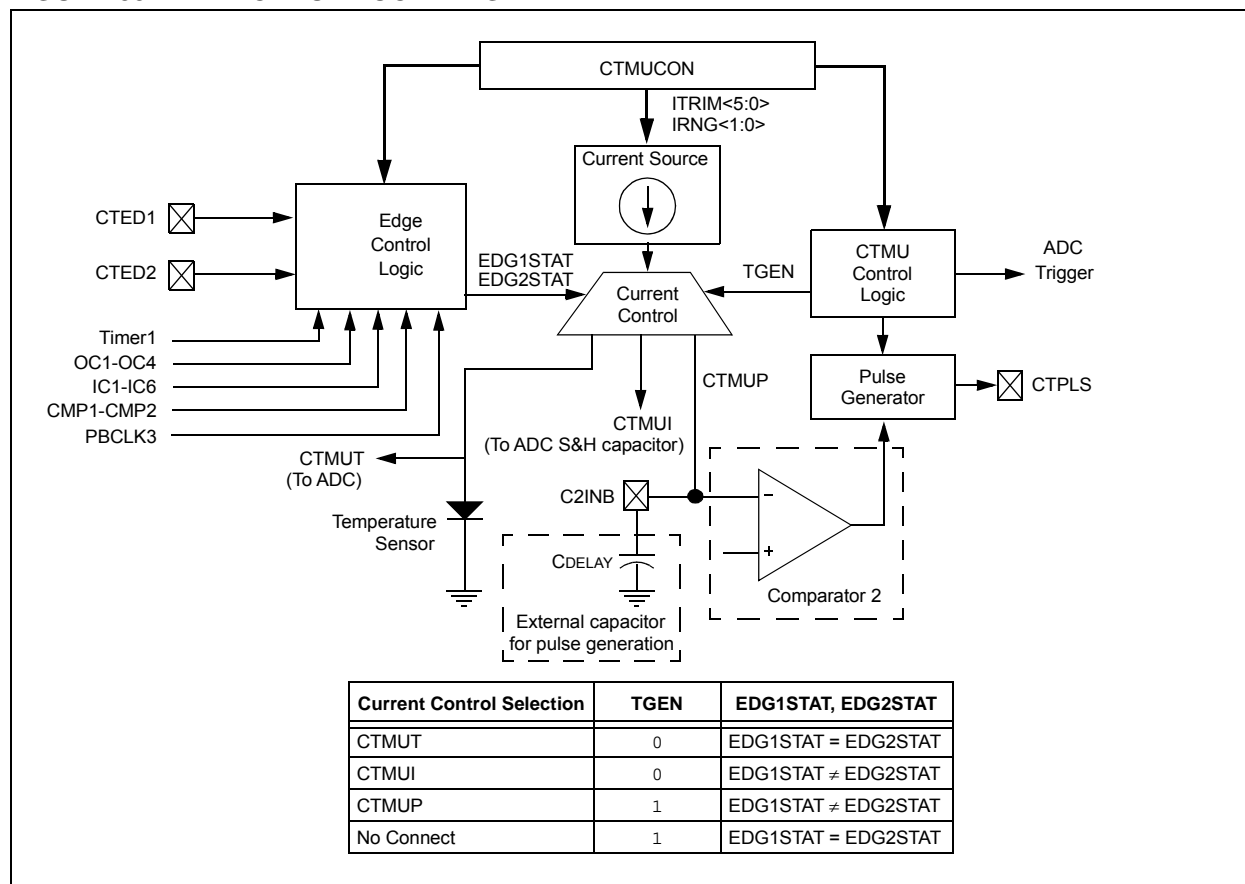 CTMUCON
ITRIM<5:0>
IRNG<1:0>
Current Source
CTED1
CTED2
Edge
Control
Logic
EDG1STAT
EDG2STAT
Current
Control
TGEN
CTMU
Control
Logic
ADC
Trigger
Timer1
OC1-OC4
IC1-IC6
CMP1-CMP2
PBCLK3
CTMUP
Pulse
Generator
CTPLS
CTMUI
(To ADC S&H capacitor)
CTMUT
(To ADC)
C2INB
Temperature
Sensor
CDELAY
External capacitor
for pulse generation
−
+
Comparator 2
Current Control Selection TGEN EDG1STAT, EDG2STAT
CTMUT 0 EDG1STAT = EDG2STAT
CTMUI 0 EDG1STAT ≠ EDG2STAT
CTMUP 1 EDG1STAT ≠ EDG2STAT
No Connect 1 EDG1STAT = EDG2STAT